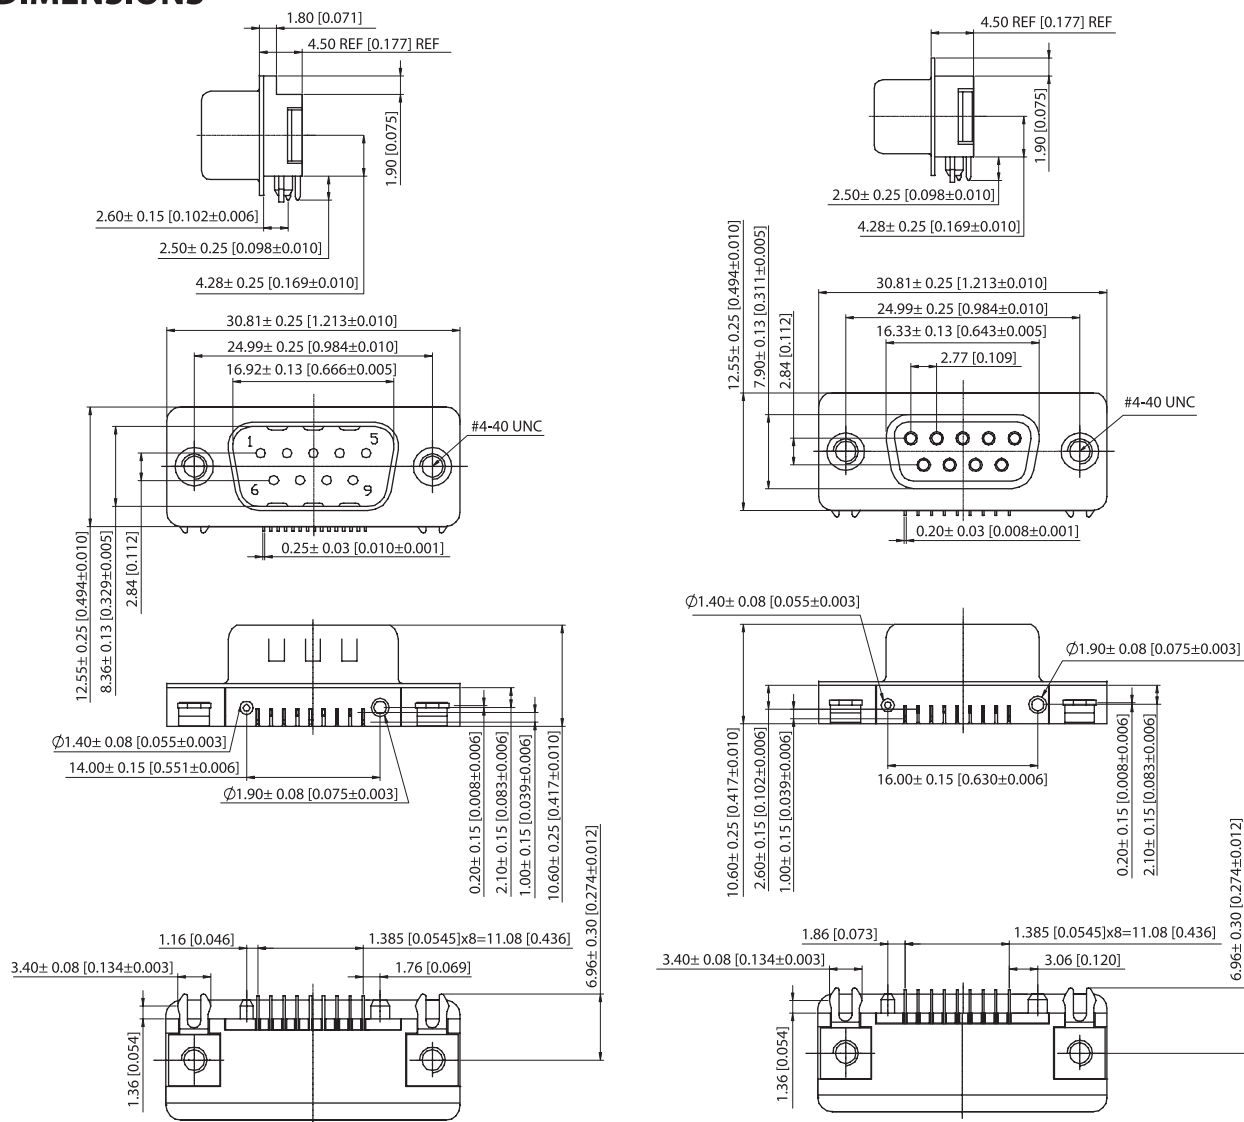 DIMENSIONS
1.80 [0.071]
4.50 REF [0.177] REF
1.90 [0.075]
2.60± 0.15 [0.102±0.006]
2.50± 0.25 [0.098±0.010]
4.28± 0.25 [0.169±0.010]
30.81± 0.25 [1.213±0.010]
24.99± 0.25 [0.984±0.010]
16.92± 0.13 [0.666±0.005]
#4-40 UNC
1
5
6
9
0.25± 0.03 [0.010±0.001]
12.55± 0.25 [0.494±0.010]
8.36± 0.13 [0.329±0.005]
2.84 [0.112]
∅1.40± 0.08 [0.055±0.003]
14.00± 0.15 [0.551±0.006]
∅1.90± 0.08 [0.075±0.003]
0.20± 0.15 [0.008±0.006]
2.10± 0.15 [0.083±0.006]
1.00± 0.15 [0.039±0.006]
10.60± 0.25 [0.417±0.010]
6.96± 0.30 [0.274±0.012]
1.16 [0.046]
1.385 [0.0545]x8=11.08 [0.436]
3.40± 0.08 [0.134±0.003]
1.76 [0.069]
1.36 [0.054]
4.50 REF [0.177] REF
1.90 [0.075]
2.50± 0.25 [0.098±0.010]
4.28± 0.25 [0.169±0.010]
12.55± 0.25 [0.494±0.010]
7.90± 0.13 [0.311±0.005]
2.84 [0.112]
30.81± 0.25 [1.213±0.010]
24.99± 0.25 [0.984±0.010]
16.33± 0.13 [0.643±0.005]
2.77 [0.109]
#4-40 UNC
0.20± 0.03 [0.008±0.001]
∅1.40± 0.08 [0.055±0.003]
∅1.90± 0.08 [0.075±0.003]
16.00± 0.15 [0.630±0.006]
10.60± 0.25 [0.417±0.010]
2.60± 0.15 [0.102±0.006]
1.00± 0.15 [0.039±0.006]
0.20± 0.15 [0.008±0.006]
2.10± 0.15 [0.083±0.006]
6.96± 0.30 [0.274±0.012]
1.86 [0.073]
1.385 [0.0545]x8=11.08 [0.436]
3.40± 0.08 [0.134±0.003]
3.06 [0.120]
1.36 [0.054]